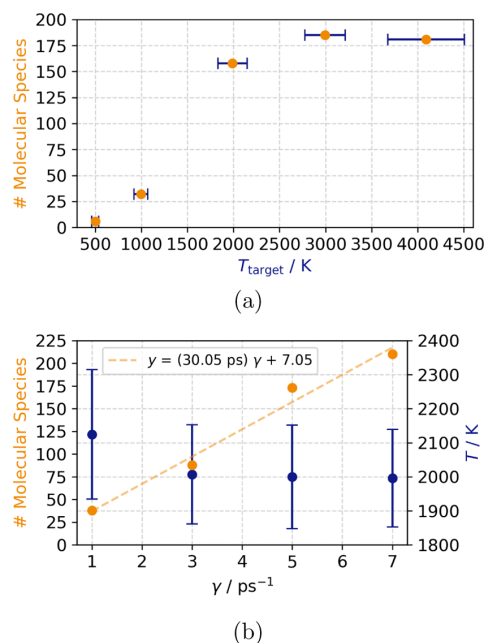 200
175
150
125
100
75
50
25
0
# Molecular Species
500 1000 1500 2000 2500 3000 3500 4000 4500
T_target / K
(a)
225
200
175
150
125
100
75
50
25
0
# Molecular Species
y = (30.05 ps) γ + 7.05
2400
2300
2200
2100
2000
1900
1800
T / K
1 2 3 4 5 6 7
γ / ps⁻¹
(b)